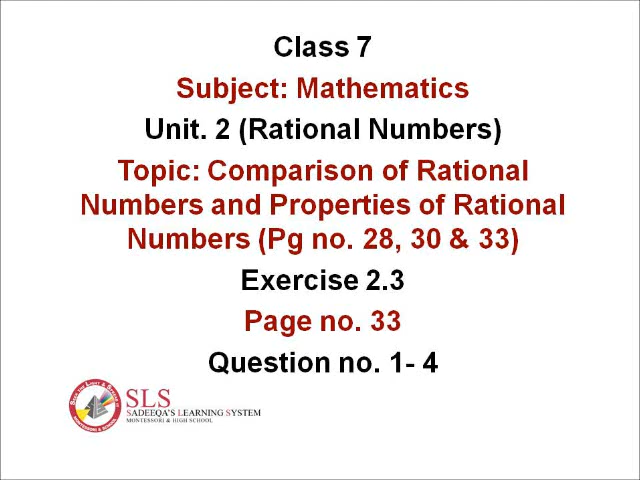 Class 7
Subject: Mathematics
Unit. 2 (Rational Numbers)
Topic: Comparison of Rational
Numbers and Properties of Rational
Numbers (Pg no. 28, 30 & 33)
Exercise 2.3
Page no. 33
Question no. 1- 4
SLS
SADEEQA'S LEARNING SYSTEM
MONTESSORI & HIGH SCHOOL